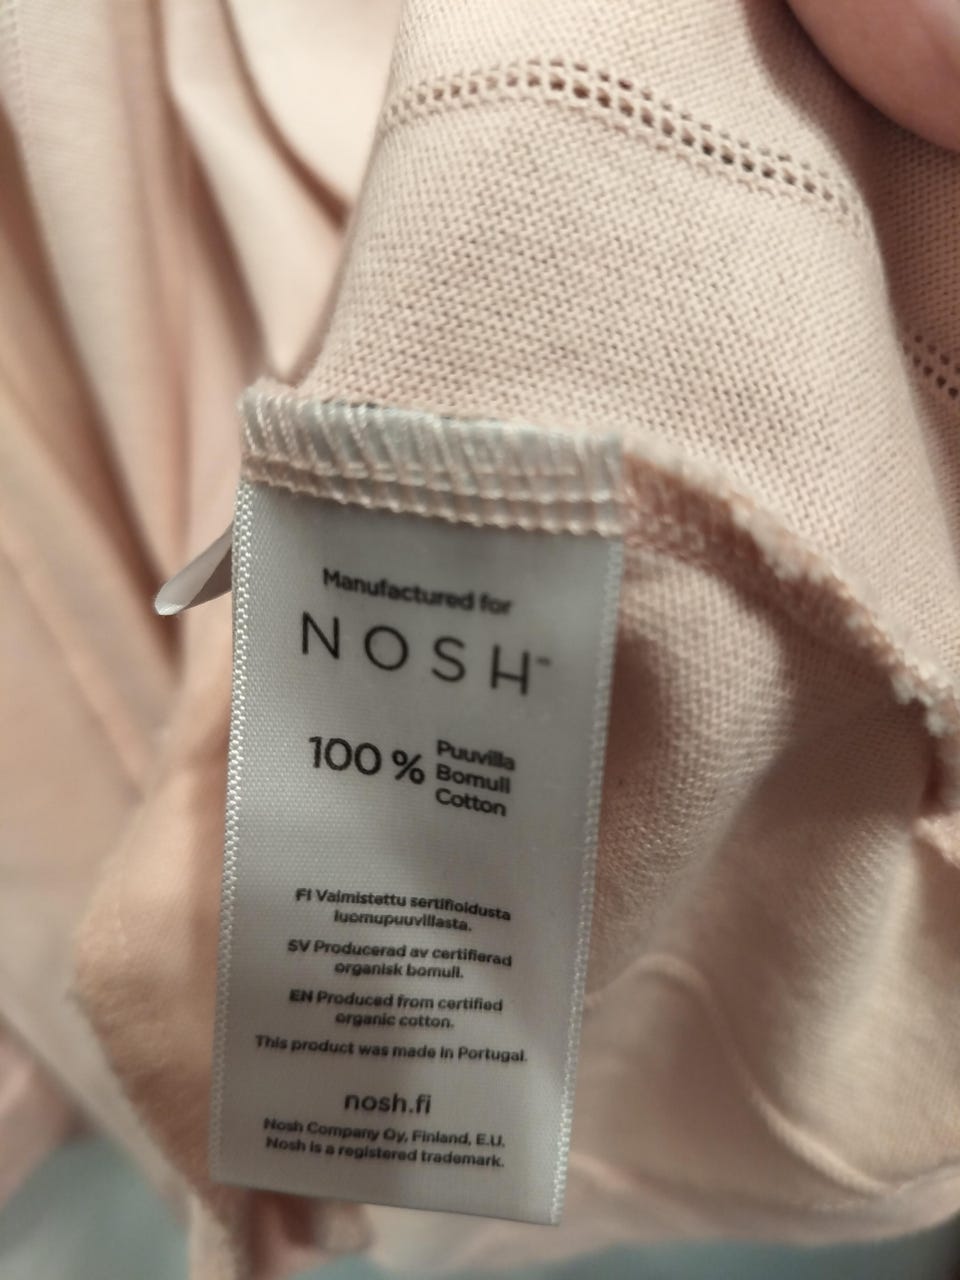 Manufactured for
NOSH™
100 % Puuvilla
Bomull
Cotton
FI Valmistettu sertifioidusta
luomupuuvillasta.
SV Producerad av certifierad
organisk bomull.
EN Produced from certified
organic cotton.
This product was made in Portugal.
nosh.fi
Nosh Company Oy, Finland, E.U.
Nosh is a registered trademark.